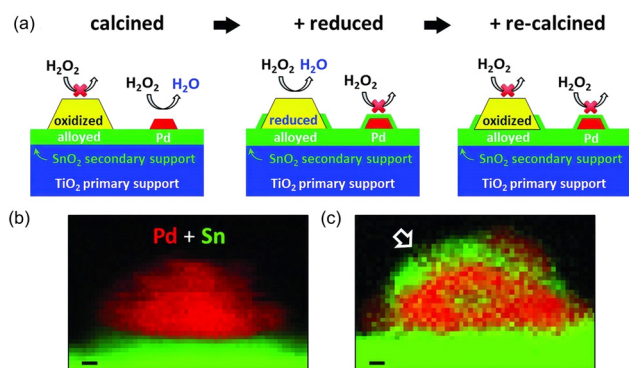 (a) calcined + reduced + re-calcined
H₂O₂ H₂O₂ H₂O H₂O₂ H₂O H₂O₂ H₂O₂ H₂O₂
oxidized reduced oxidized
alloyed Pd alloyed Pd alloyed Pd
SnO₂ secondary support SnO₂ secondary support SnO₂ secondary support
TiO₂ primary support TiO₂ primary support TiO₂ primary support
(b) Pd + Sn (c)